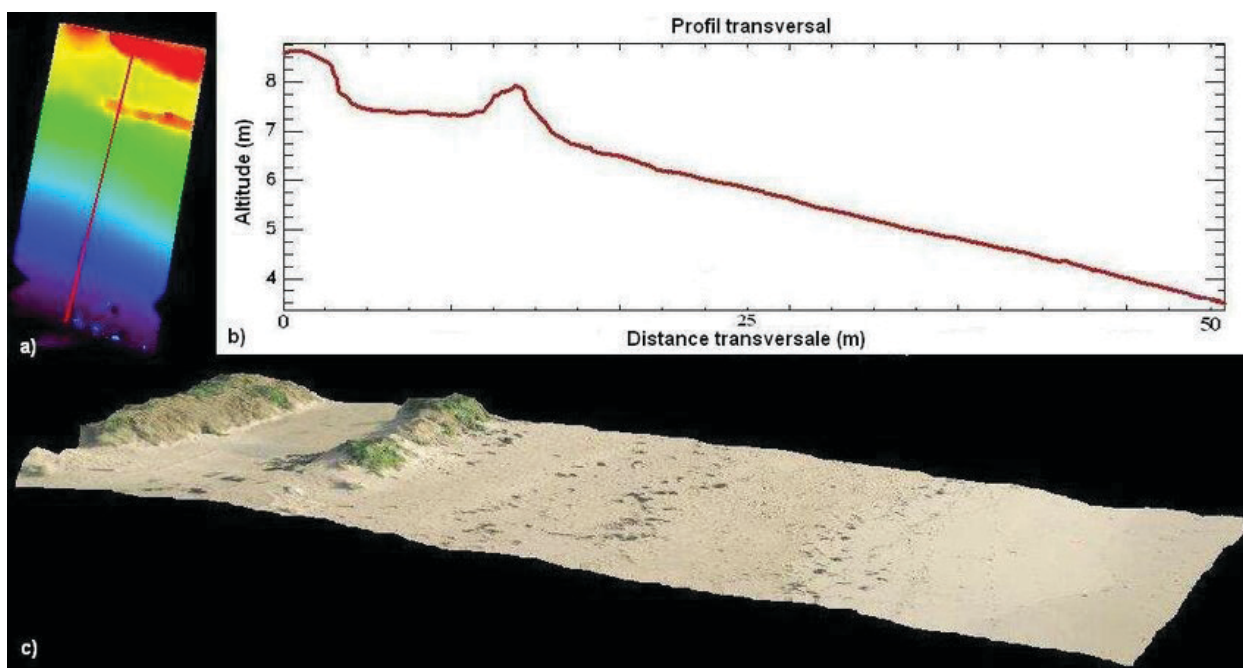 a)
Profil transversal
Altitude (m)
8
7
6
5
4
0
25
50
b)
Distance transversale (m)
c)